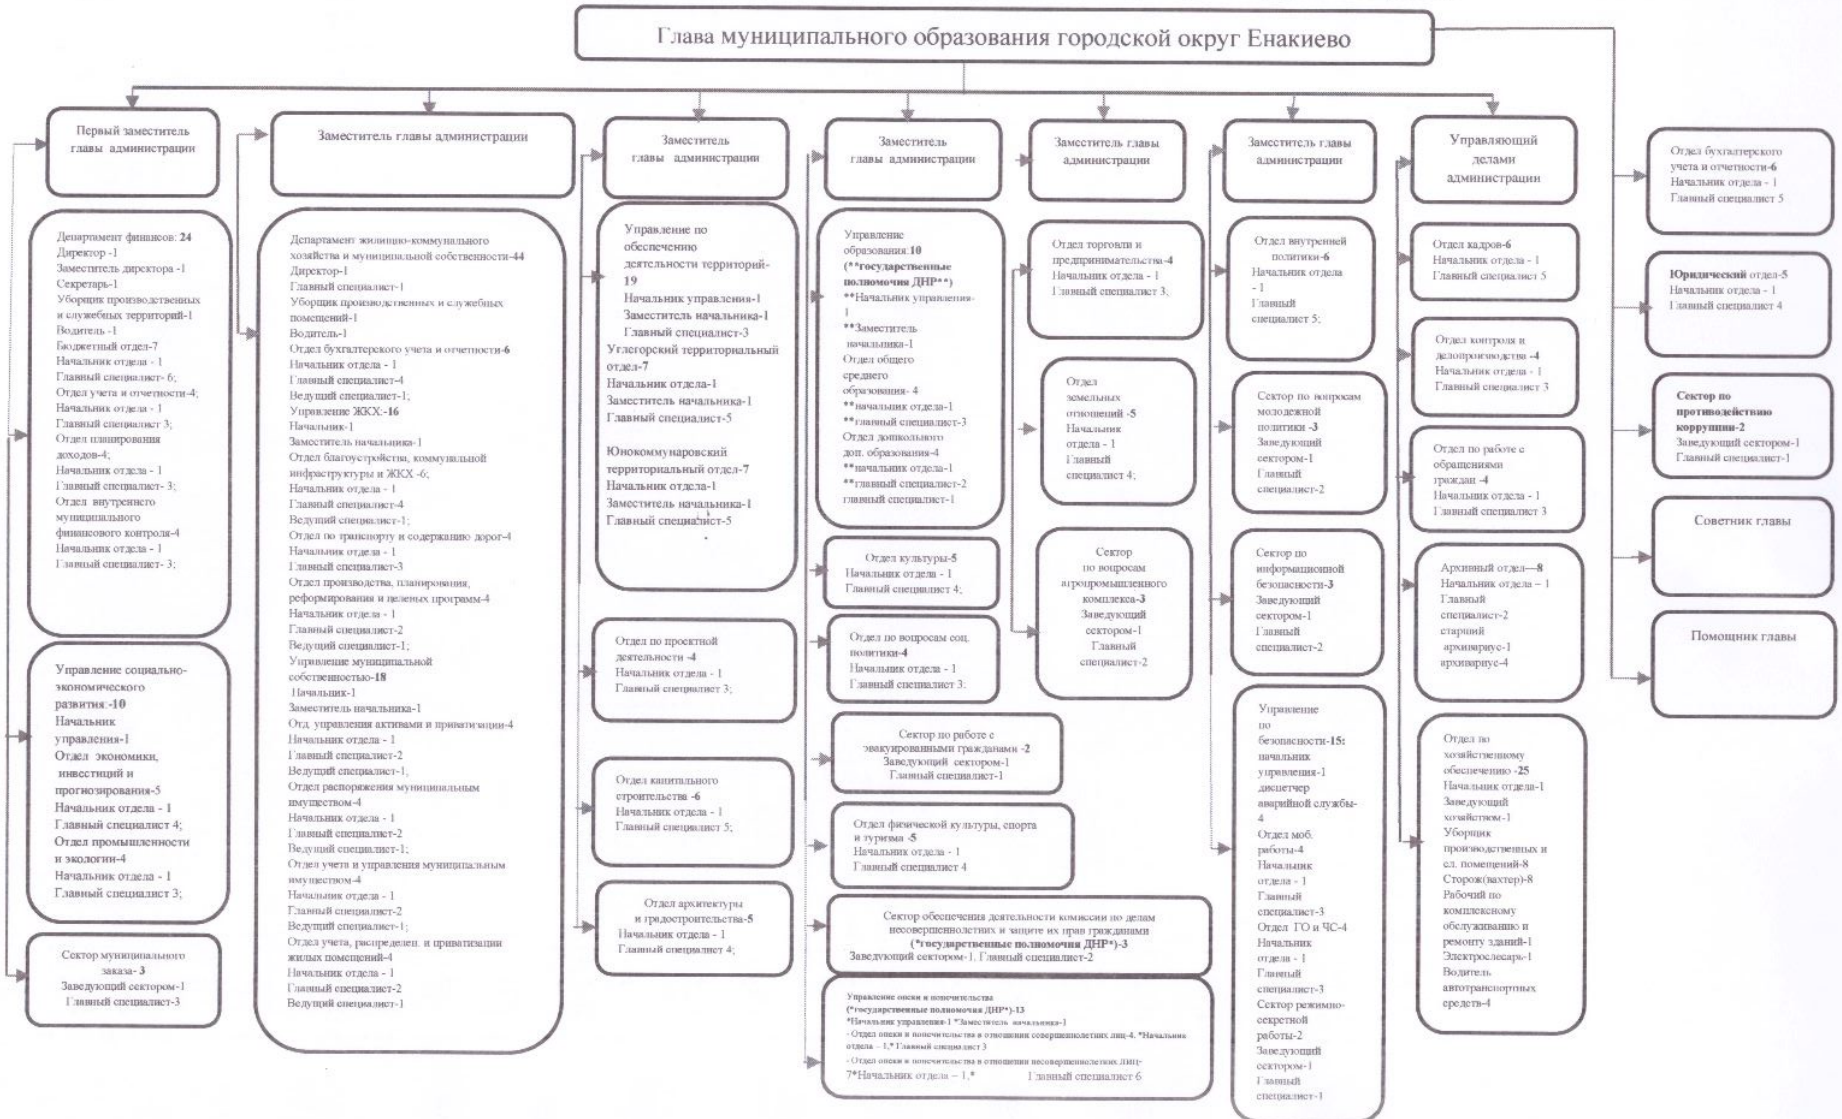 Глава муниципального образования городской округ Енакиево
Первый заместитель
главы администрации
Заместитель главы администрации
Заместитель
главы администрации
Заместитель
главы администрации
Заместитель главы
администрации
Заместитель главы
администрации
Управляющий
делами
администрации
Департамент финансов: 24
Директор -1
Заместитель директора -1
Секретарь-1
Уборщик производственных
и служебных территорий-1
Водитель -1
Бюджетный отдел-7
Начальник отдела - 1
Главный специалист- 6;
Отдел учета и отчетности-4;
Начальник отдела - 1
Главный специалист 3;
Отдел планирования
доходов-4;
Начальник отдела - 1
Главный специалист- 3;
Отдел внутреннего
муниципального
финансового контроля-4
Начальник отдела - 1
Главный специалист- 3;
Управление социально-
экономического
развития:-10
Начальник
управления-1
Отдел экономики,
инвестиций и
прогнозирования-5
Начальник отдела - 1
Главный специалист 4;
Отдел промышленности
и экологии-4
Начальник отдела - 1
Главный специалист 3;
Сектор муниципального
заказа- 3
Заведующий сектором-1
Главный специалист-3
Департамент жилищно-коммунального
хозяйства и муниципальной собственности-44
Директор-1
Главный специалист-1
Уборщик производственных и служебных
помещений-1
Водитель-1
Отдел бухгалтерского учета и отчетности-6
Начальник отдела - 1
Главный специалист-4
Ведущий специалист-1;
Управление ЖКХ:-16
Начальник-1
Заместитель начальника-1
Отдел благоустройства, коммунальной
инфраструктуры и ЖКХ -6;
Начальник отдела - 1
Главный специалист-4
Ведущий специалист-1;
Отдел по транспорту и содержанию дорог-4
Начальник отдела - 1
Главный специалист-3
Отдел производства, планирования,
реформирования и целевых программ-4
Начальник отдела - 1
Главный специалист-2
Ведущий специалист-1;
Управление муниципальной
собственностью-18
Начальник-1
Заместитель начальника-1
Отд. управления активами и приватизации-4
Начальник отдела - 1
Главный специалист-2
Ведущий специалист-1,
Отдел распоряжения муниципальным
имуществом-4
Начальник отдела - 1
Главный специалист-2
Ведущий специалист-1;
Отдел учета и управления муниципальным
имуществом-4
Начальник отдела - 1
Главный специалист-2
Ведущий специалист-1;
Отдел учета, распределен. и приватизации
жилых помещений-4
Начальник отдела - 1
Главный специалист-2
Ведущий специалист-1
Управление по
обеспечению
деятельности территорий-
19
Начальник управления-1
Заместитель начальника-1
Главный специалист-3
Углегорский территориальный
отдел-7
Начальник отдела-1
Заместитель начальника-1
Главный специалист-5
Юнокоммунаровский
территориальный отдел-7
Начальник отдела-1
Заместитель начальника-1
Главный специалист-5
Отдел по проектной
деятельности -4
Начальник отдела - 1
Главный специалист 3;
Отдел капитального
строительства -6
Начальник отдела - 1
Главный специалист 5;
Отдел архитектуры
и градостроительства-5
Начальник отдела - 1
Главный специалист 4;
Управление
образования:10
(**государственные
полномочия ДНР**)
**Начальник управления-
1
**Заместитель
начальника-1
Отдел общего
среднего
образования- 4
**начальник отдела-1
**главный специалист-3
Отдел дошкольного
доп. образования-4
**начальник отдела-1
**главный специалист-2
главный специалист-1
Отдел культуры-5
Начальник отдела - 1
Главный специалист 4;
Отдел по вопросам соц.
политики-4
Начальник отдела - 1
Главный специалист 3.
Сектор по работе с
эвакуированными гражданами -2
Заведующий сектором-1
Главный специалист-1
Отдел физической культуры, спорта
и туризма -5
Начальник отдела - 1
Главный специалист 4
Сектор обеспечения деятельности комиссии по делам
несовершеннолетних и защите их прав гражданами
(*государственные полномочия ДНР*)-3
Заведующий сектором-1. Главный специалист-2
Управление опеки и попечительства
(*государственные полномочия ДНР*)-13
*Начальник управления-1 *Заместитель начальника-1
- Отдел опеки и попечительства в отношении совершеннолетних лиц-4. *Начальник
отдела – 1,* Главный специалист 3
- Отдел опеки и попечительства в отношении несовершеннолетних лиц-
7*Начальник отдела – 1,* Главный специалист 6
Отдел торговли и
предпринимательства-4
Начальник отдела - 1
Главный специалист 3;
Отдел
земельных
отношений -5
Начальник
отдела - 1
Главный
специалист 4;
Сектор
по вопросам
агропромышленного
комплекса-3
Заведующий
сектором-1
Главный
специалист-2
Отдел внутренней
политики-6
Начальник отдела
- 1
Главный
специалист 5;
Сектор по вопросам
молодежной
политики -3
Заведующий
сектором-1
Главный
специалист-2
Сектор по
информационной
безопасности-3
Заведующий
сектором-1
Главный
специалист-2
Управление
по
безопасности-15:
начальник
управления-1
диспетчер
аварийной службы-
4
Отдел моб.
работы-4
Начальник
отдела - 1
Главный
специалист-3
Отдел ГО и ЧС-4
Начальник
отдела - 1
Главный
специалист-3
Сектор режимно-
секретной
работы-2
Заведующий
сектором-1
Главный
специалист-1
Отдел кадров-6
Начальник отдела - 1
Главный специалист 5
Отдел контроля и
делопроизводства -4
Начальник отдела - 1
Главный специалист 3
Отдел по работе с
обращениями
граждан -4
Начальник отдела - 1
Главный специалист 3
Архивный отдел—8
Начальник отдела – 1
Главный
специалист-2
старший
архивариус-1
архивариус-4
Отдел по
хозяйственному
обеспечению -25
Начальник отдела-1
Заведующий
хозяйством-1
Уборщик
производственных и
сл. помещений-8
Сторож(вахтер)-8
Рабочий по
комплексному
обслуживанию и
ремонту зданий-1
Электрослесарь-1
Водитель
автотранспортных
средств-4
Отдел бухгалтерского
учета и отчетности-6
Начальник отдела - 1
Главный специалист 5
Юридический отдел-5
Начальник отдела - 1
Главный специалист 4
Сектор по
противодействию
коррупции-2
Заведующий сектором-1
Главный специалист-1
Советник главы
Помощник главы